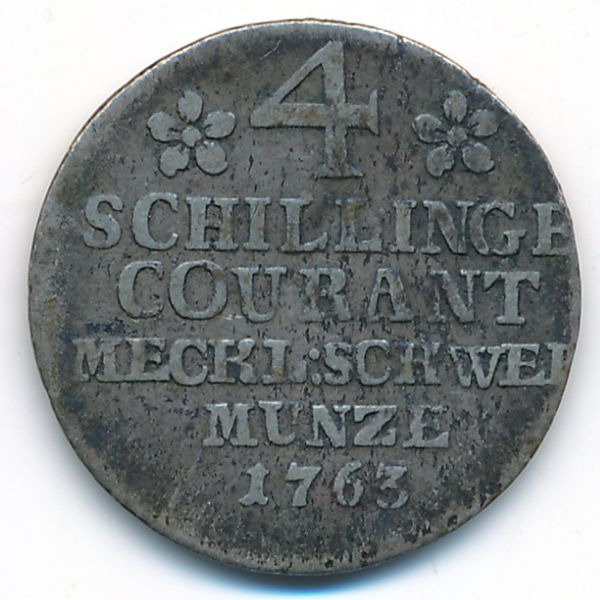 4
SCHILLINGE
COURANT
MECKL:SCHWER
MUNZE
1763